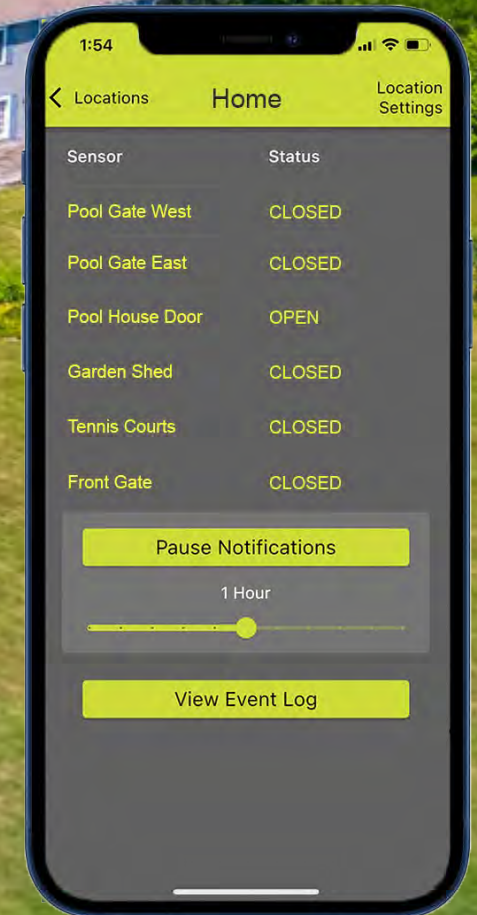 1:54
Locations
Home
Location
Settings
Sensor Status
Pool Gate West CLOSED
Pool Gate East CLOSED
Pool House Door OPEN
Garden Shed CLOSED
Tennis Courts CLOSED
Front Gate CLOSED
Pause Notifications
1 Hour
View Event Log